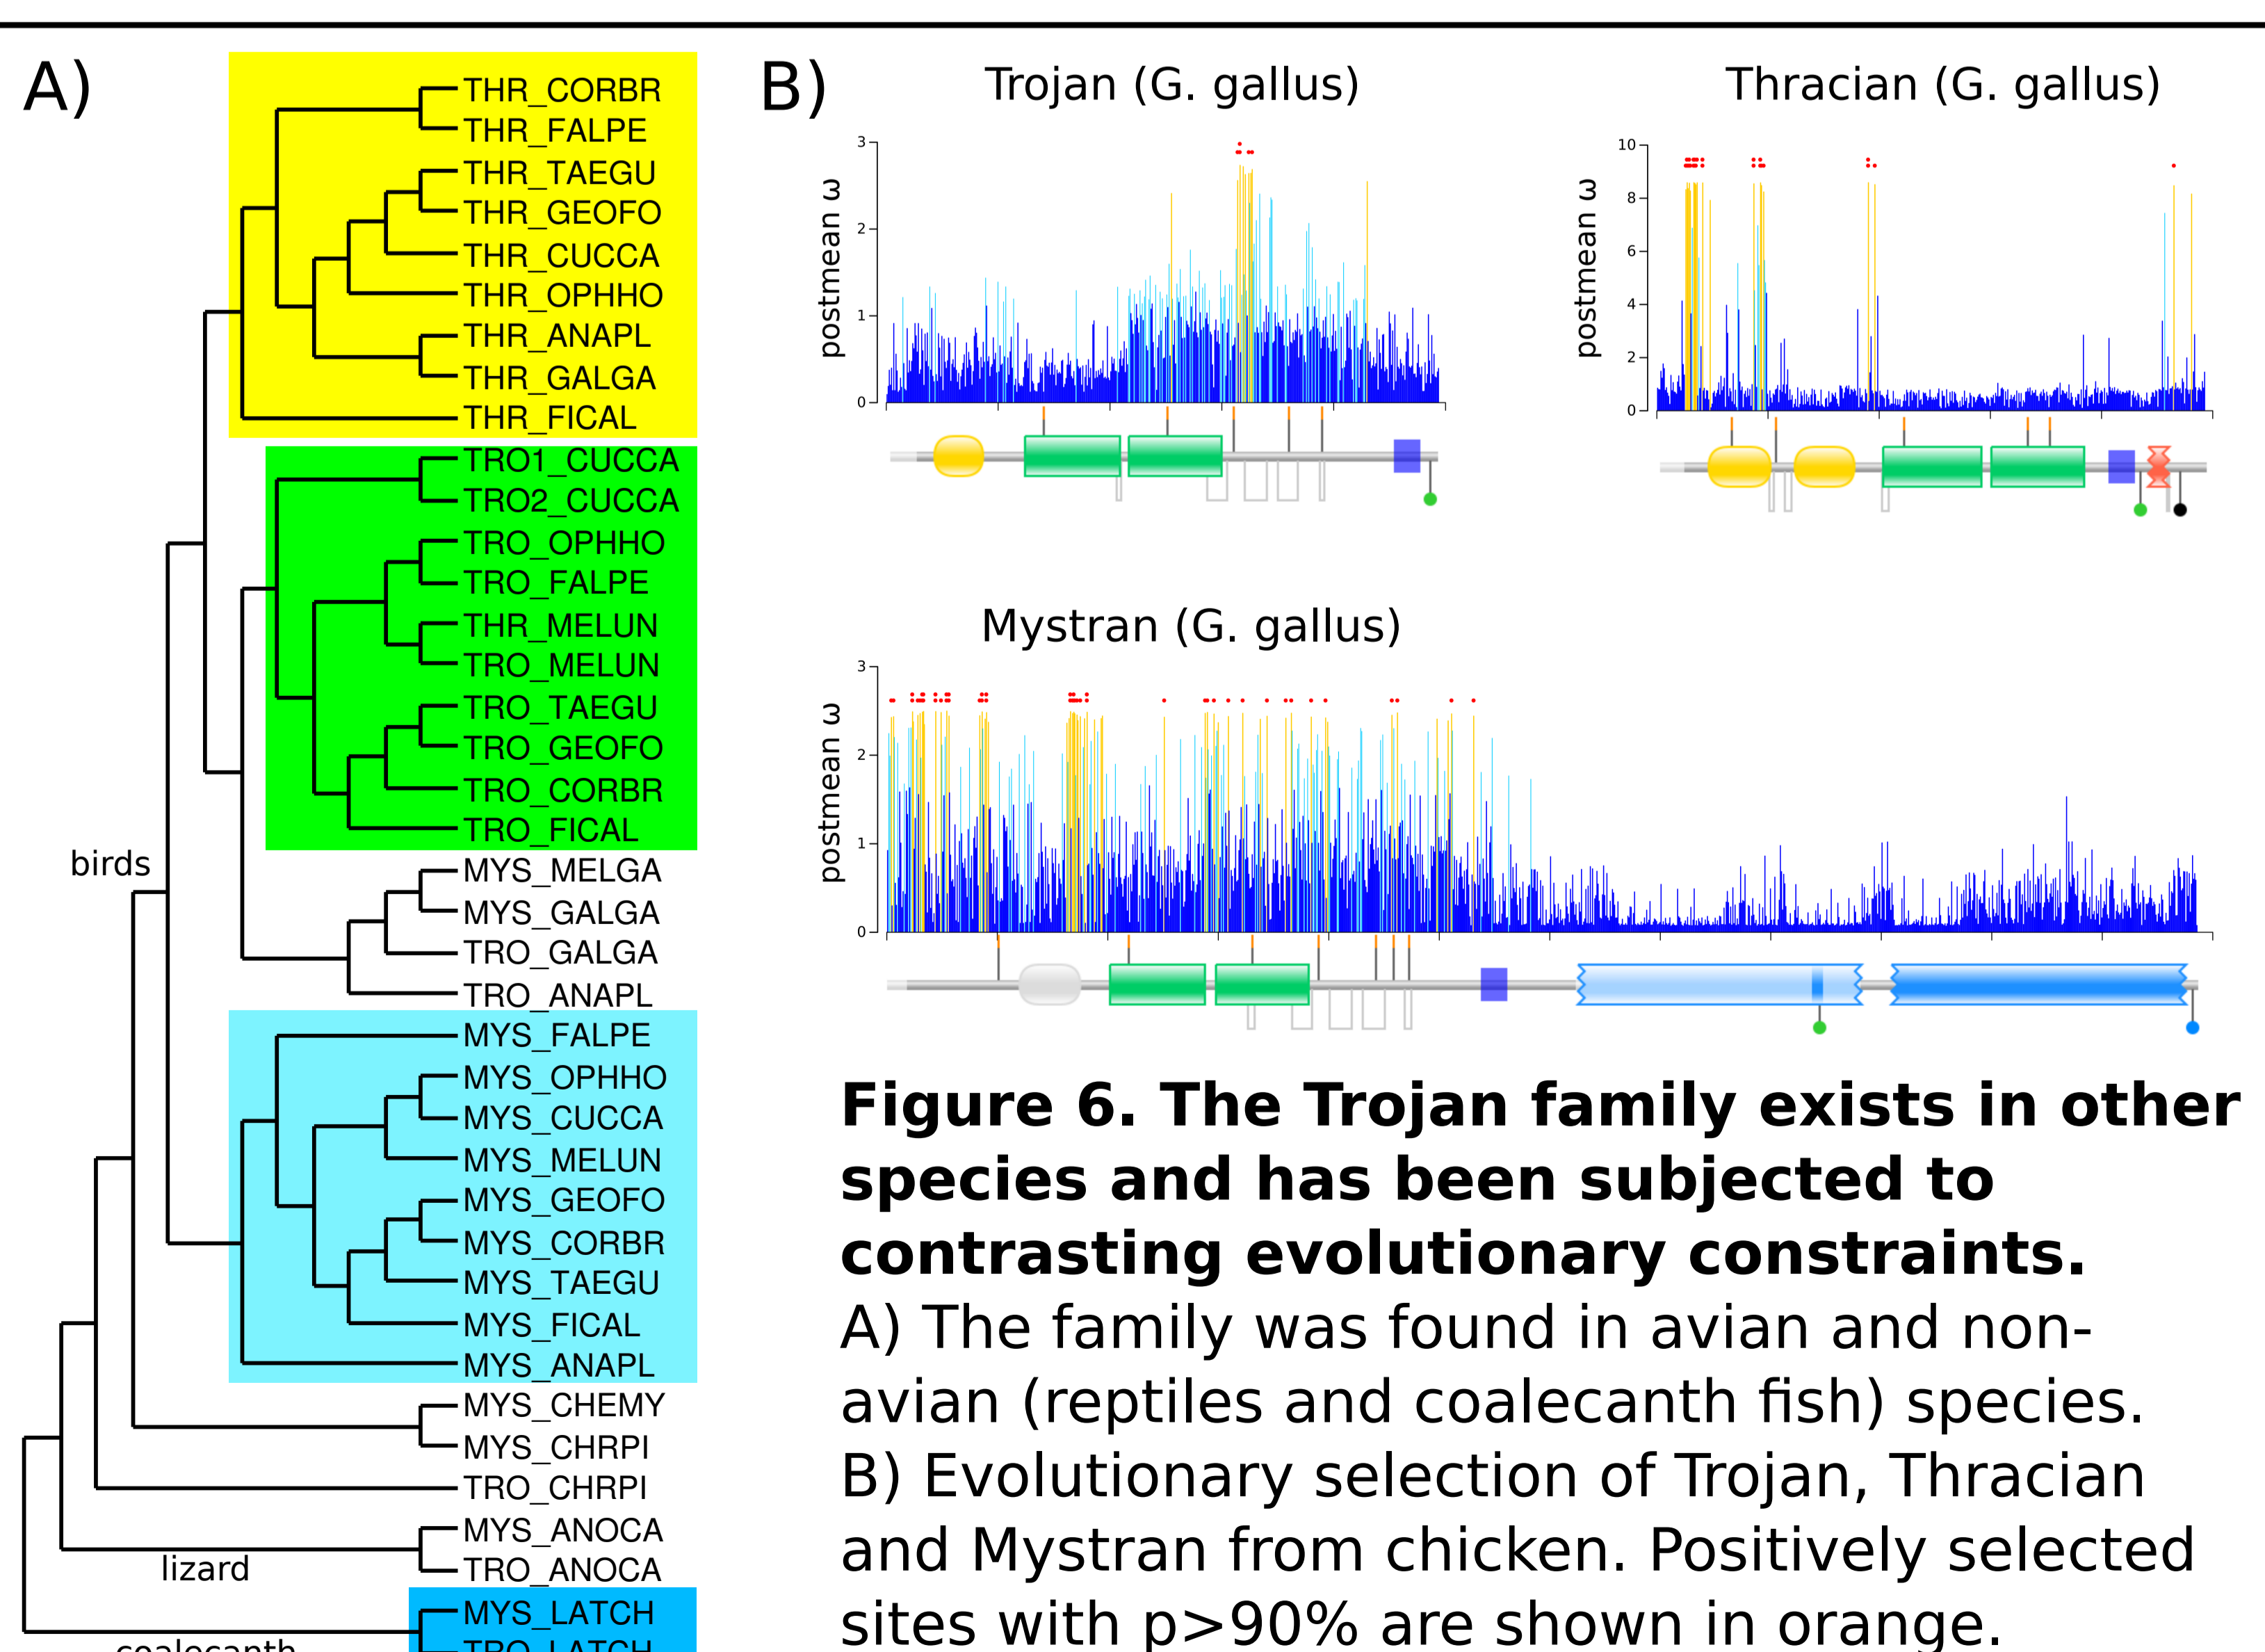 A)
THR_CORBR
THR_FALPE
THR_TAEGU
THR_GEOFO
THR_CUCCA
THR_OPHHO
THR_ANAPL
THR_GALGA
THR_FICAL
TRO1_CUCCA
TRO2_CUCCA
TRO_OPHHO
TRO_FALPE
THR_MELUN
TRO_MELUN
TRO_TAEGU
TRO_GEOFO
TRO_CORBR
TRO_FICAL
birds
MYS_MELGA
MYS_GALGA
TRO_GALGA
TRO_ANAPL
MYS_FALPE
MYS_OPHHO
MYS_CUCCA
MYS_MELUN
MYS_GEOFO
MYS_CORBR
MYS_TAEGU
MYS_FICAL
MYS_ANAPL
MYS_CHEMY
MYS_CHRPI
TRO_CHRPI
MYS_ANOCA
lizard
TRO_ANOCA
MYS_LATCH
TRO_LATCH
coalecanth
B)
Trojan (G. gallus)
postmean ω
3
2
1
0
Thracian (G. gallus)
postmean ω
10
8
6
4
2
0
Mystran (G. gallus)
postmean ω
3
2
1
0
Figure 6. The Trojan family exists in other
species and has been subjected to
contrasting evolutionary constraints.
A) The family was found in avian and non-
avian (reptiles and coalecanth fish) species.
B) Evolutionary selection of Trojan, Thracian
and Mystran from chicken. Positively selected
sites with p>90% are shown in orange.